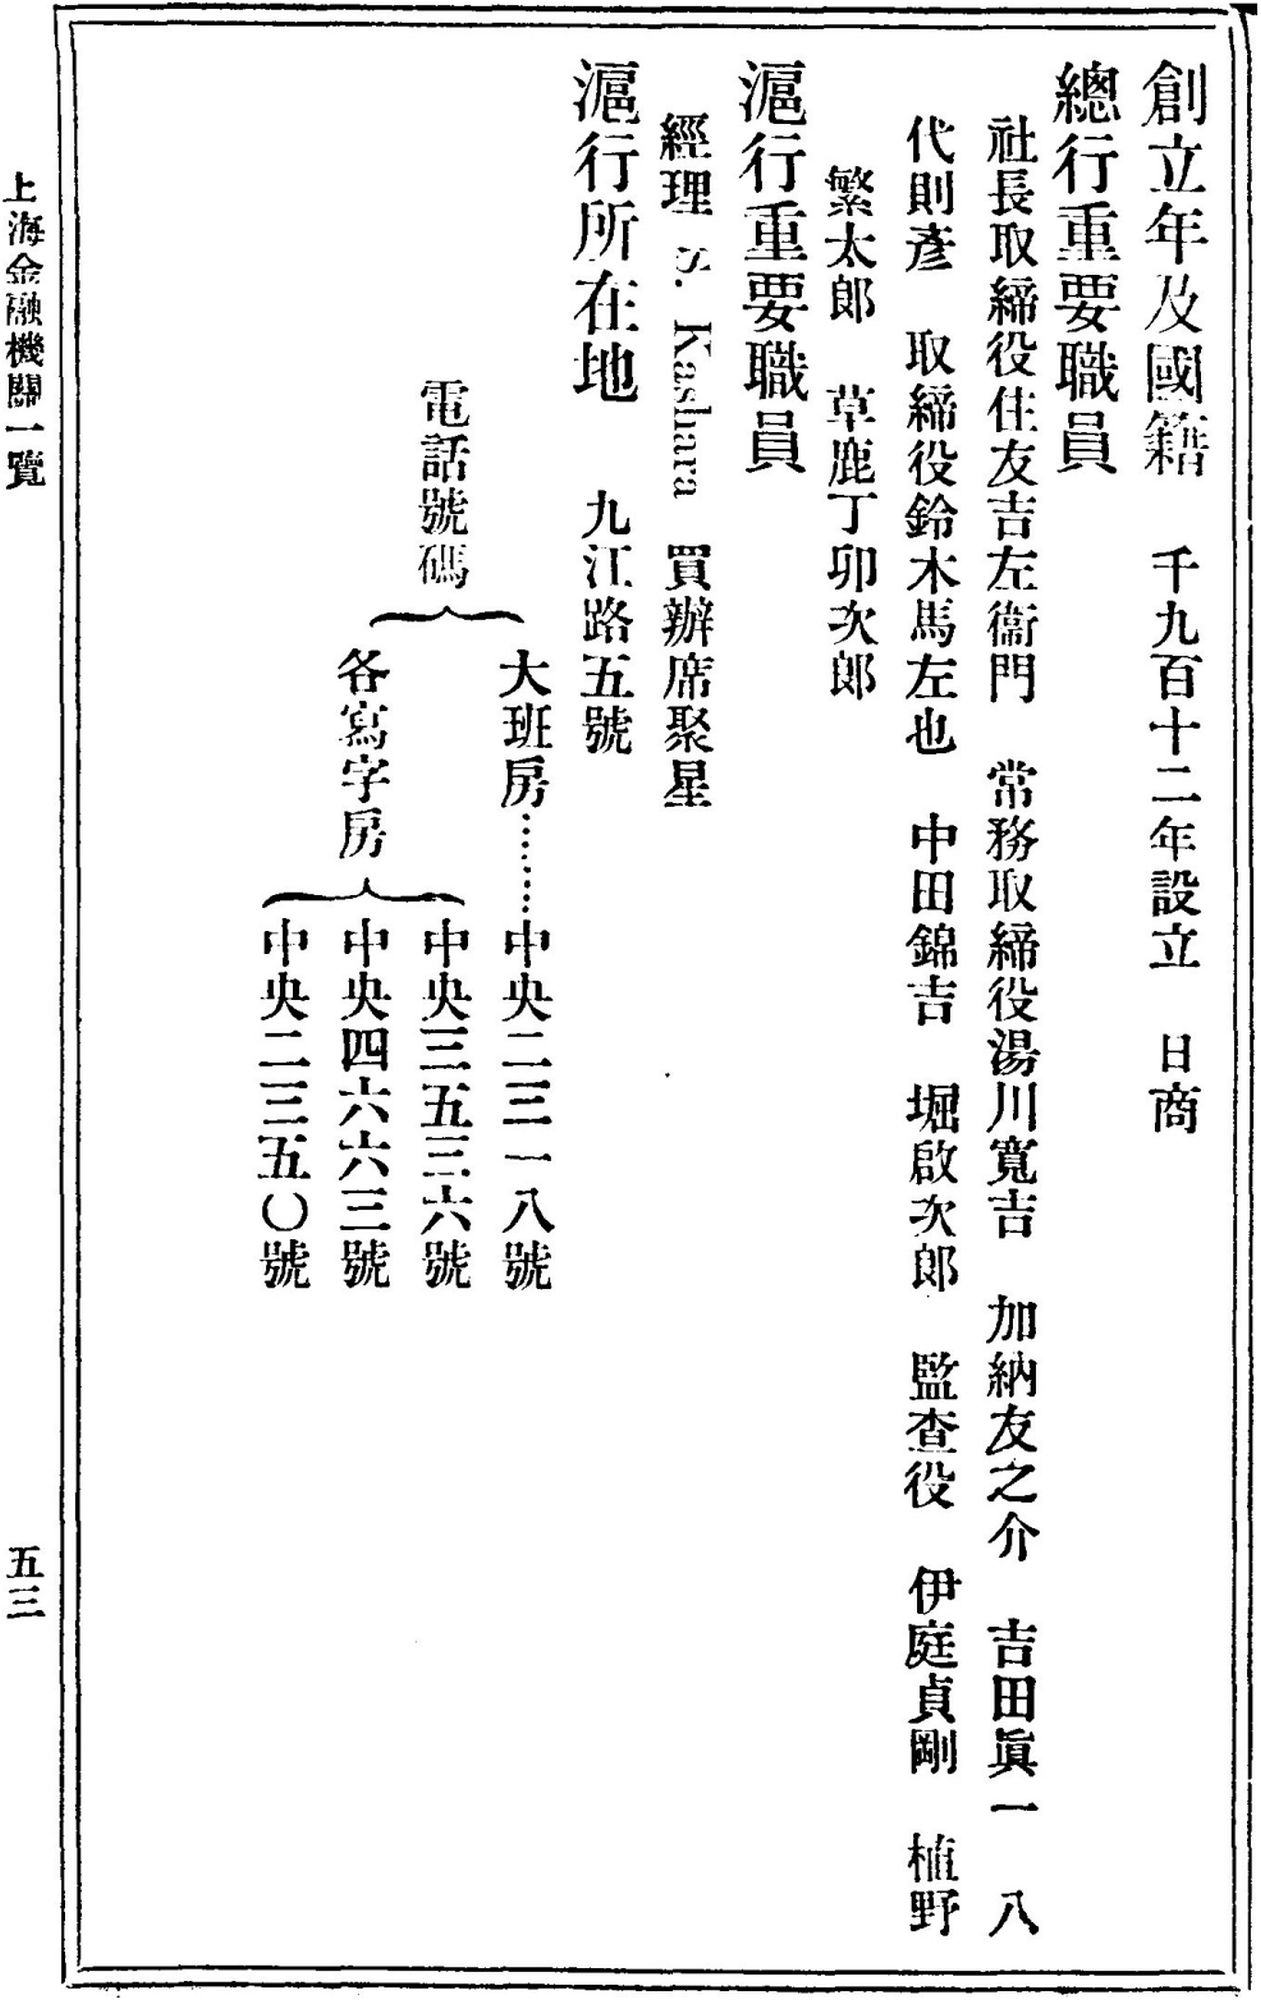 創立年及國籍　千九百十二年設立　日商
總行重要職員
社長取締役住友吉左衞門　常務取締役湯川寬吉　加納友之介　吉田眞一　八
代則彥　取締役鈴木馬左也　中田錦吉　堀啟次郎　監查役　伊庭貞剛　植野
繁太郎　草鹿丁卯次郎
滬行重要職員
經理　S. Kashara　買辦席聚星
滬行所在地　九江路五號
電話號碼
大班房………中央二三一八號
各寫字房
中央三五三六號
中央四六六三號
中央二三五〇號
上海金融機關一覽
五三